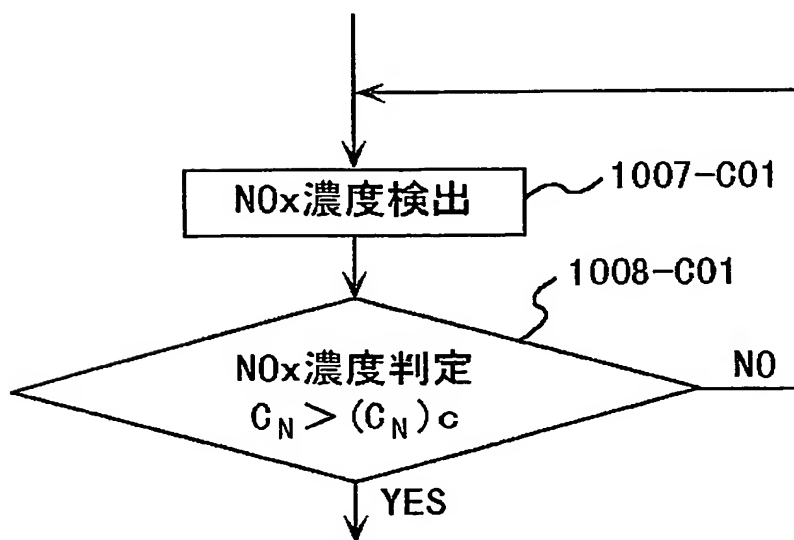 NOx濃度検出
1007-C01
1008-C01
NOx濃度判定
C_N > (C_N)c
NO
YES